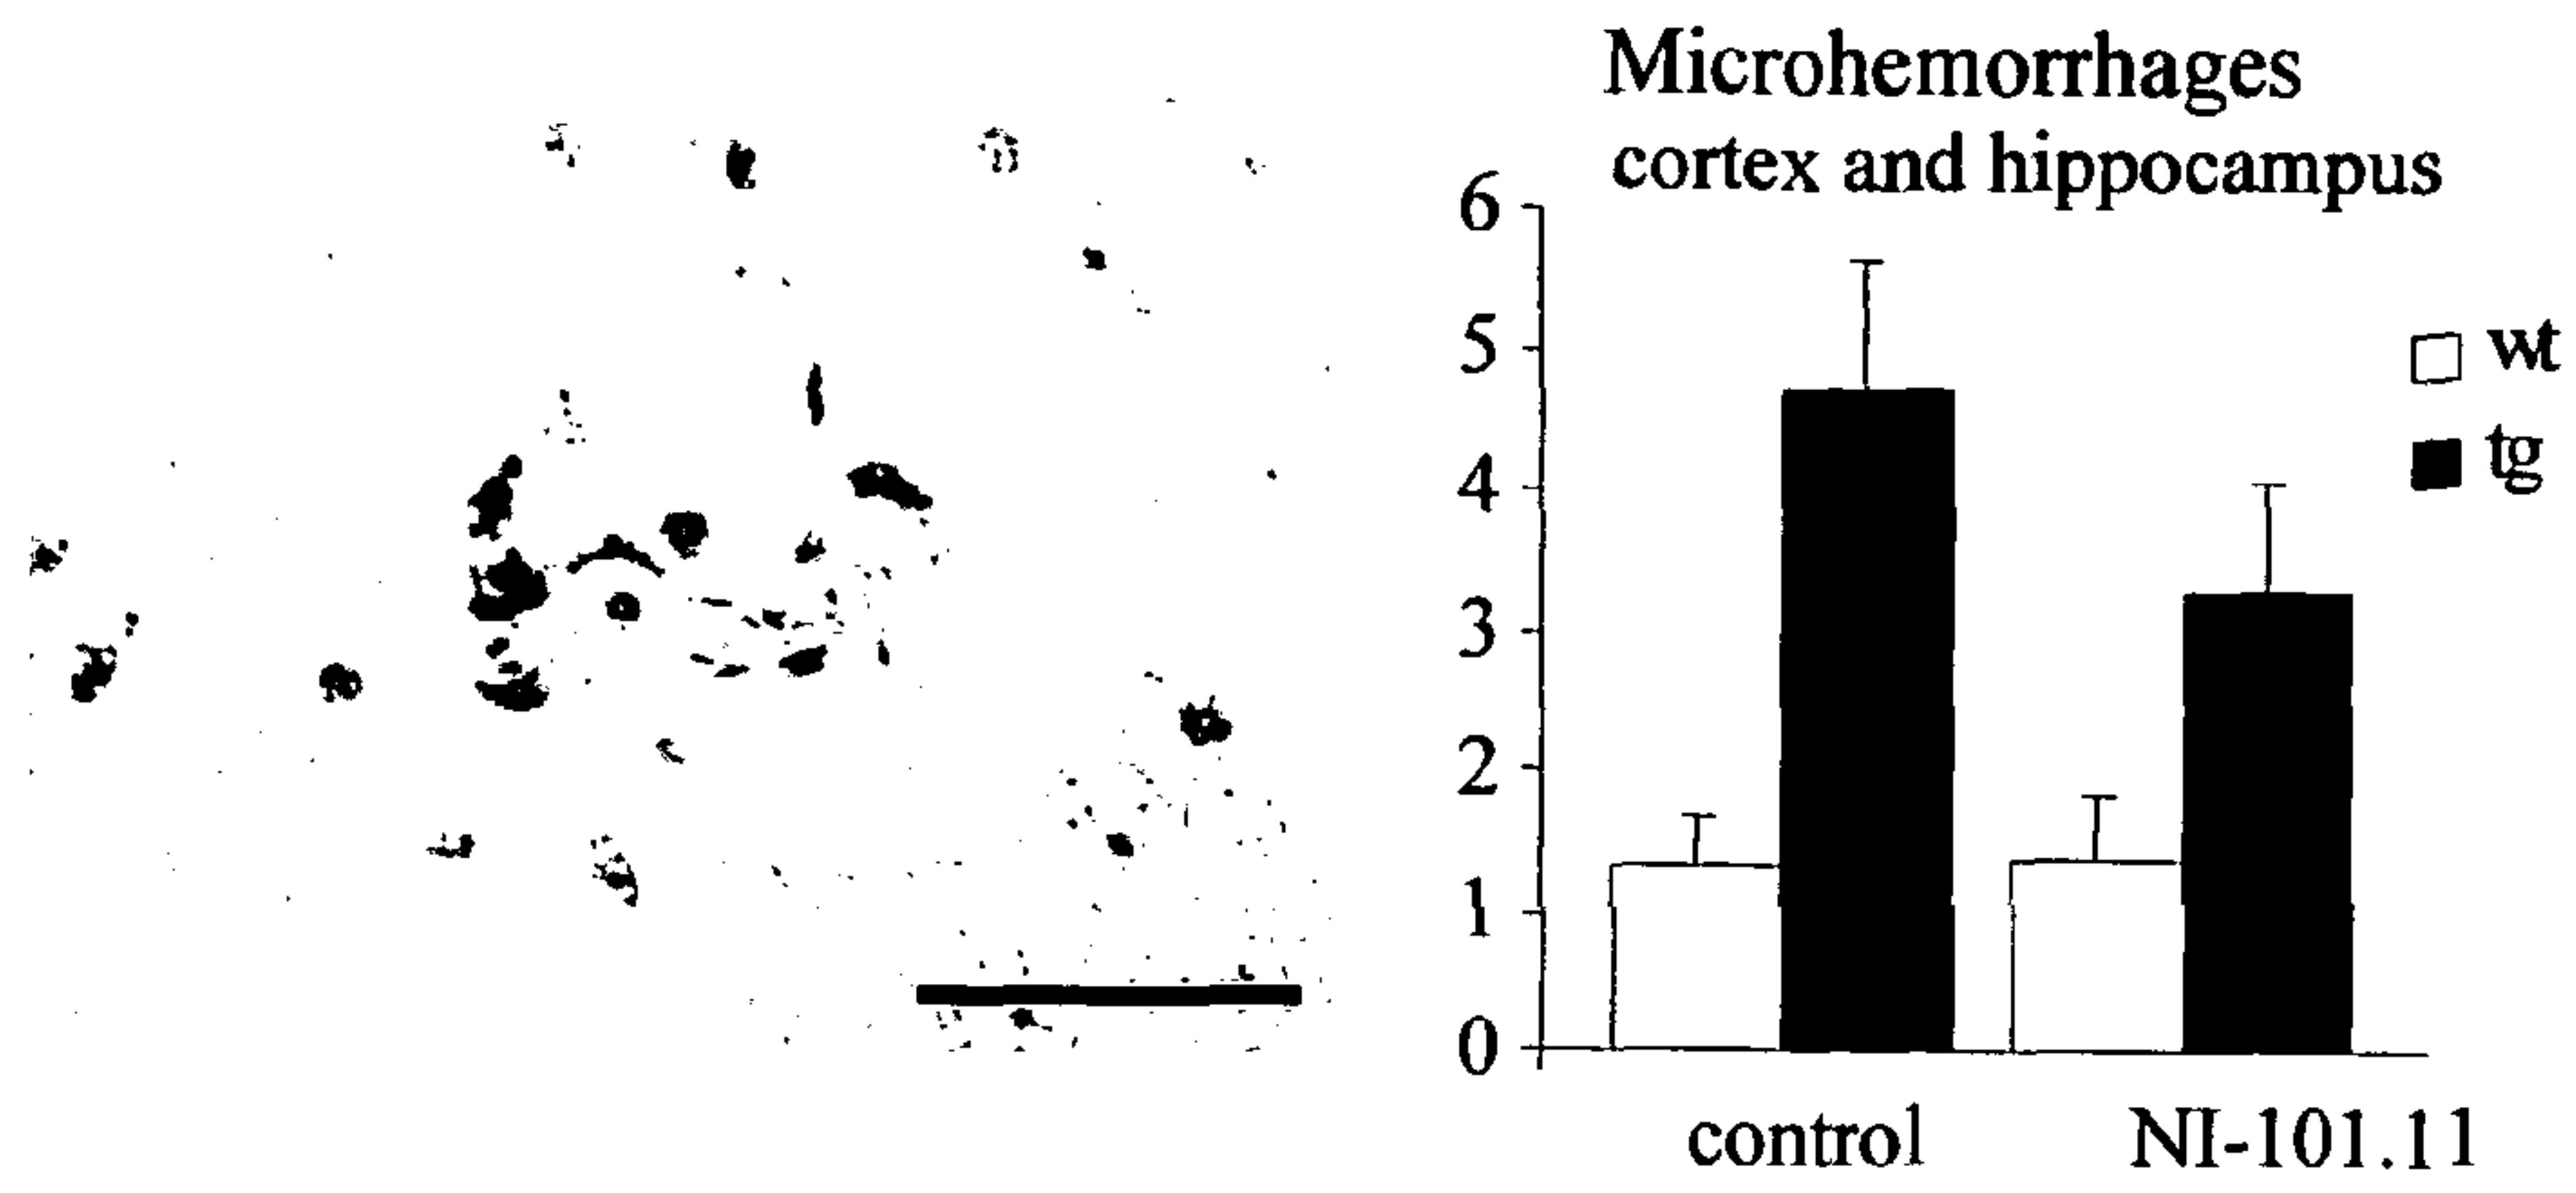 Microhemorrhages
cortex and hippocampus
6
5
4
3
2
1
0
wt
tg
control
NI-101.11